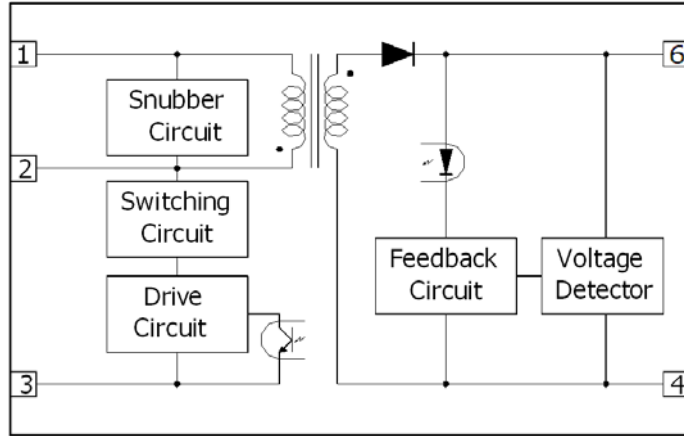 1
6
Snubber
Circuit
2
Switching
Circuit
Feedback
Circuit
Voltage
Detector
Drive
Circuit
3
4